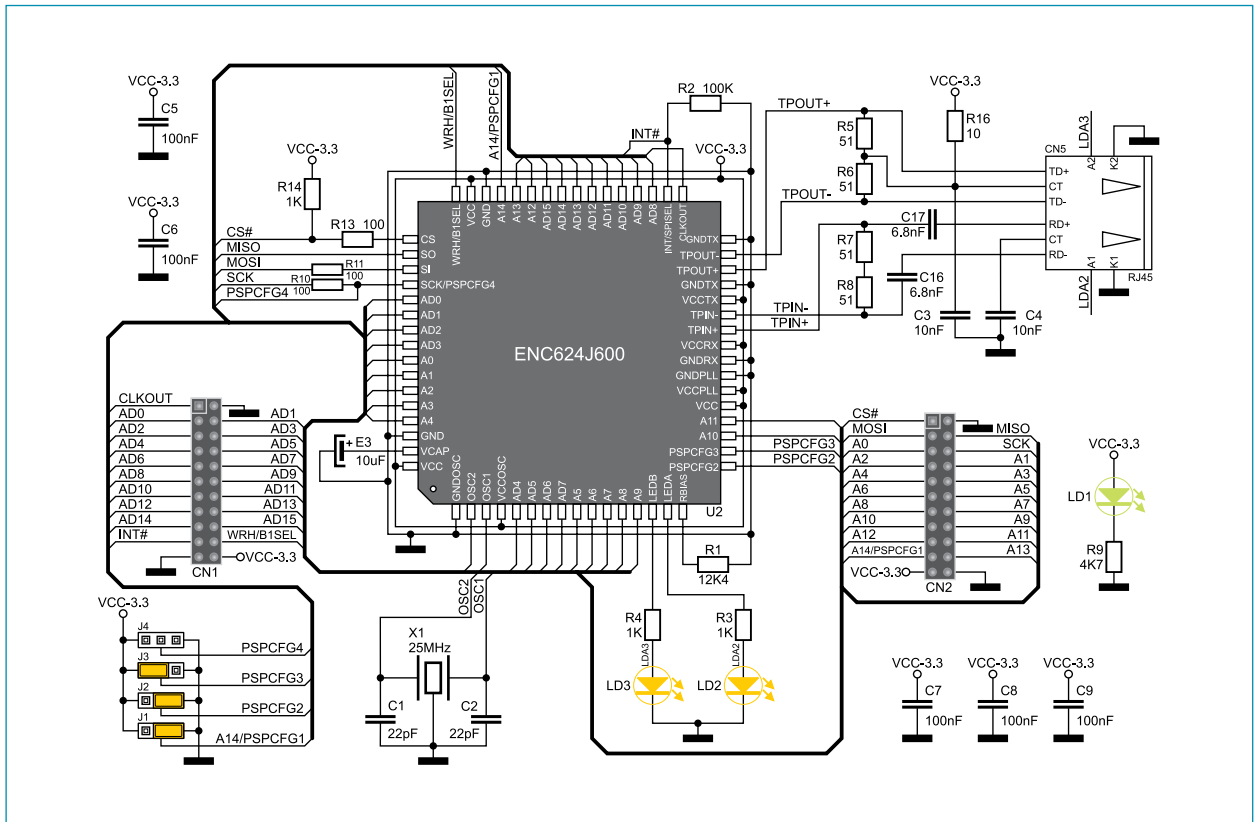 VCC-3.3
C5
100nF
VCC-3.3
C6
100nF
VCC-3.3
R14
1K
R13 100
CS#
MISO
MOSI
SCK
PSPCFG4
R11
100
R10
100
WRH/B1SEL
A14/PSPCFG1
INT#
R2 100K
VCC-3.3
WRH/B1SEL
VCC
GND
A14
A13
A12
AD15
AD14
AD13
AD12
AD11
AD10
AD9
AD8
INT/SPISEL
CLKOUT
CS
SO
SI
SCK/PSPCFG4
AD0
AD1
AD2
AD3
A0
A1
A2
A3
A4
GND
VCAP
VCC
ENC624J600
GNDTX
TPOUT-
TPOUT+
GNDTX
VCCTX
TPIN-
TPIN+
VCCRX
GNDRX
GNDPLL
VCCPLL
VCC
A11
A10
PSPCFG3
PSPCFG2
GNDOSC
OSC2
OSC1
VCCOSC
AD4
AD5
AD6
AD7
A5
A6
A7
A8
A9
LEDB
LEDA
RBIAS
U2
TPOUT+
TPOUT-
TPIN-
TPIN+
R5
51
R6
51
R7
51
R8
51
VCC-3.3
R16
10
C17
6.8nF
C16
6.8nF
C3
10nF
C4
10nF
CN5
LDA3
A2
K2
TD+
CT
TD-
RD+
CT
RD-
A1
K1
LDA2
RJ45
CLKOUT
AD0
AD2
AD4
AD6
AD8
AD10
AD12
AD14
INT#
AD1
AD3
AD5
AD7
AD9
AD11
AD13
AD15
WRH/B1SEL
VCC-3.3
CN1
+ E3
10uF
PSPCFG3
PSPCFG2
CS#
MOSI
A0
A2
A4
A6
A8
A10
A12
A14/PSPCFG1
VCC-3.3
MISO
SCK
A1
A3
A5
A7
A9
A11
A13
CN2
VCC-3.3
LD1
R9
4K7
R1
12K4
OSC2
OSC1
X1
25MHz
C1
22pF
C2
22pF
R4
1K
R3
1K
LDA3
LDA2
LD3
LD2
VCC-3.3
J4
PSPCFG4
J3
PSPCFG3
J2
PSPCFG2
J1
A14/PSPCFG1
VCC-3.3
C7
100nF
VCC-3.3
C8
100nF
VCC-3.3
C9
100nF